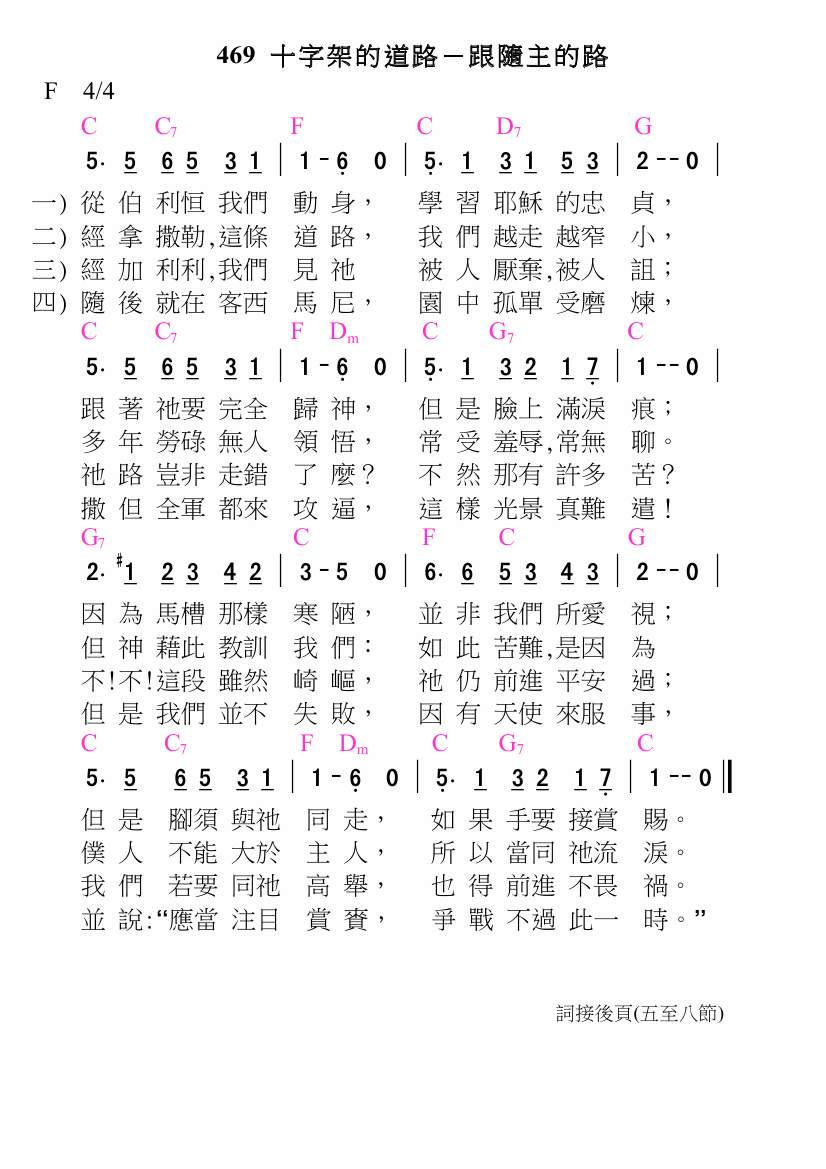 469 十字架的道路－跟隨主的路
F 4/4
C C7 F C D7 G
5. 5 6 5 3 1 | 1 - 6 0 | 5. 1 3 1 5 3 | 2 -- 0 |
一) 從伯利恒我們動身， 學習耶穌的忠貞，
二) 經拿撒勒,這條道路， 我們越走越窄小，
三) 經加利利,我們見祂 被人厭棄,被人詛；
四) 隨後就在客西馬尼， 園中孤單受磨煉，
C C7 F Dm C G7 C
5. 5 6 5 3 1 | 1 - 6 0 | 5. 1 3 2 1 7 | 1 -- 0 |
跟著祂要完全歸神， 但是臉上滿淚痕；
多年勞碌無人領悟， 常受羞辱,常無聊。
祂路豈非走錯了麼？ 不然那有許多苦？
撒但全軍都來攻逼， 這樣光景真難遣！
G7 C F C G
2. #1 2 3 4 2 | 3 - 5 0 | 6. 6 5 3 4 3 | 2 -- 0 |
因為馬槽那樣寒陋， 並非我們所愛視；
但神藉此教訓我們： 如此苦難,是因為
不!不!這段雖然崎嶇， 祂仍前進平安過；
但是我們並不失敗， 因有天使來服事，
C C7 F Dm C G7 C
5. 5 6 5 3 1 | 1 - 6 0 | 5. 1 3 2 1 7 | 1 -- 0 ||
但是腳須與祂同走， 如果手要接賞賜。
僕人不能大於主人， 所以當同祂流淚。
我們若要同祂高舉， 也得前進不畏禍。
並說:“應當注目賞賚， 爭戰不過此一時。”
詞接後頁(五至八節)